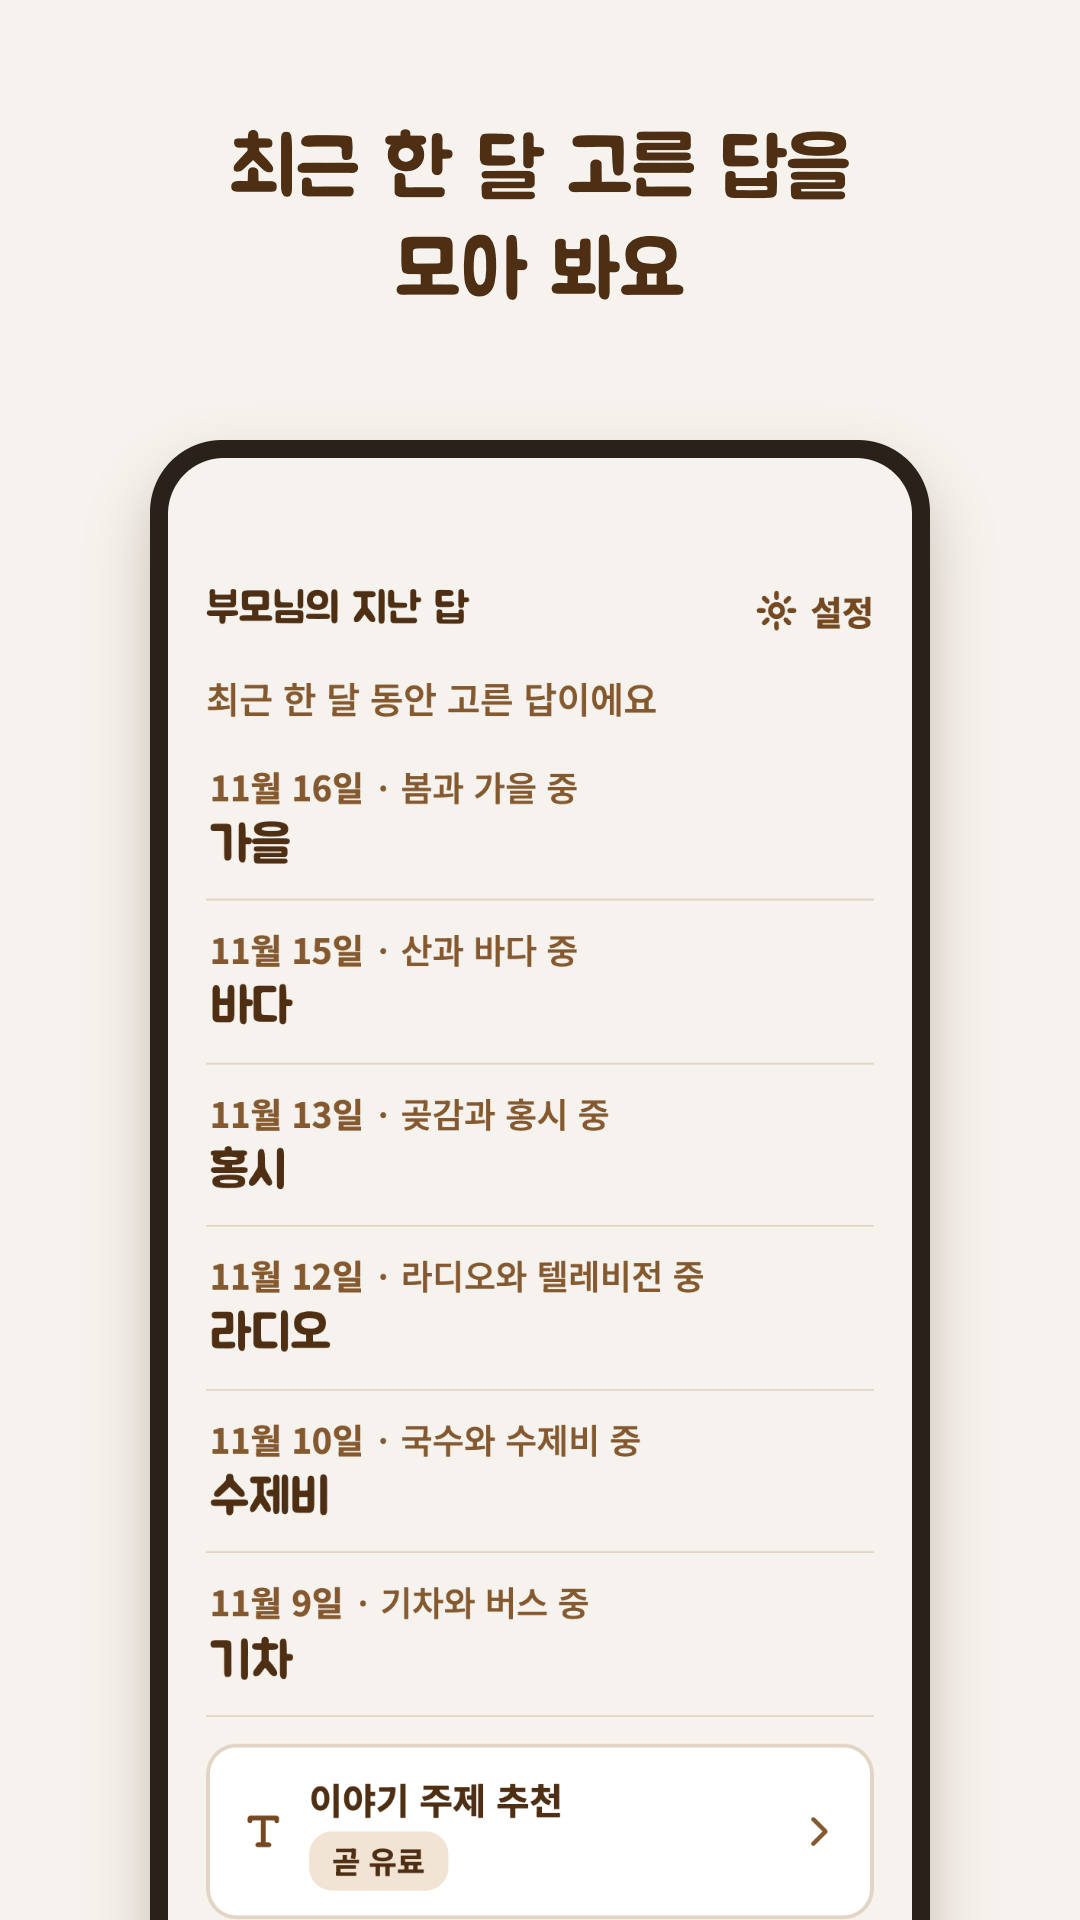 최근 한 달 고른 답을
모아 봐요
부모님의 지난 답
설정
최근 한 달 동안 고른 답이에요
11월 16일 · 봄과 가을 중
가을
11월 15일 · 산과 바다 중
바다
11월 13일 · 곶감과 홍시 중
홍시
11월 12일 · 라디오와 텔레비전 중
라디오
11월 10일 · 국수와 수제비 중
수제비
11월 9일 · 기차와 버스 중
기차
이야기 주제 추천
곧 유료